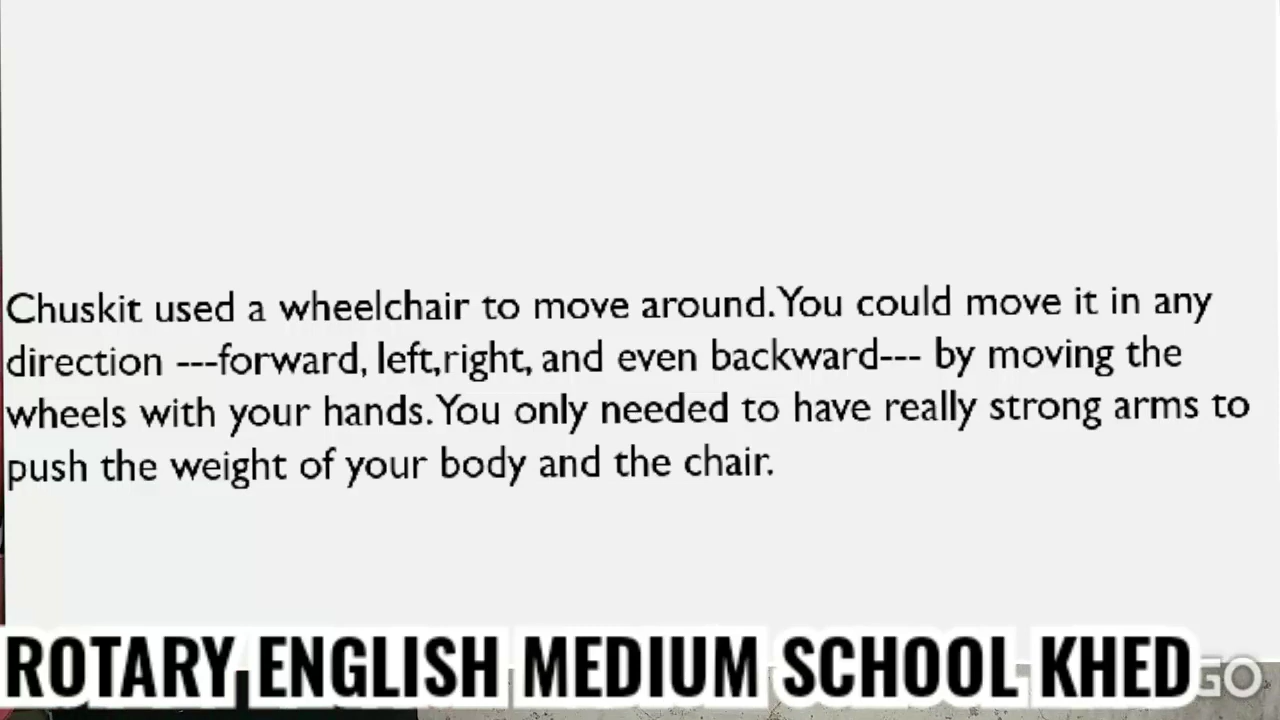 Chuskit used a wheelchair to move around.You could move it in any
direction ---forward, left,right, and even backward--- by moving the
wheels with your hands.You only needed to have really strong arms to
push the weight of your body and the chair.
ROTARY ENGLISH MEDIUM SCHOOL KHED
GO